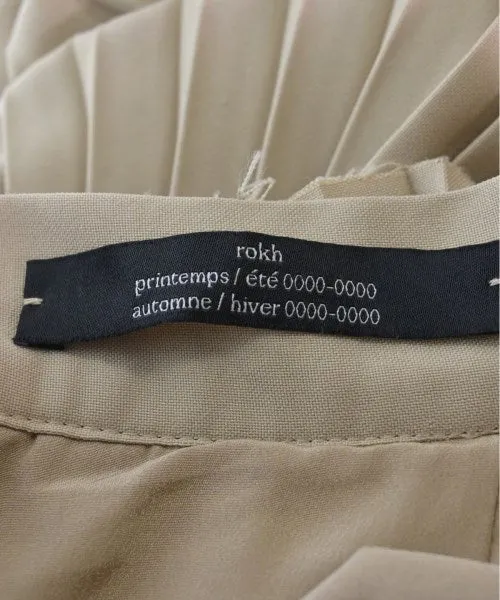 rokh
printemps / été 0000-0000
automne / hiver 0000-0000